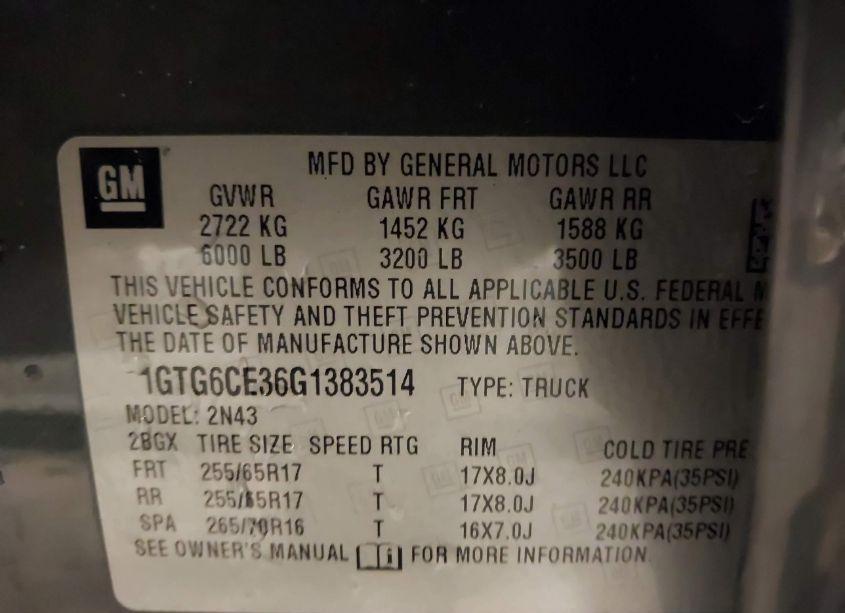 GM
MFD BY GENERAL MOTORS LLC
GVWR GAWR FRT GAWR RR
2722 KG 1452 KG 1588 KG
6000 LB 3200 LB 3500 LB
THIS VEHICLE CONFORMS TO ALL APPLICABLE U.S. FEDERAL M
VEHICLE SAFETY AND THEFT PREVENTION STANDARDS IN EFFE
THE DATE OF MANUFACTURE SHOWN ABOVE.
1GTG6CE36G1383514 TYPE: TRUCK
MODEL: 2N43
2BGX TIRE SIZE SPEED RTG RIM COLD TIRE PRE
FRT 255/65R17 T 17X8.0J 240KPA(35PSI)
RR 255/65R17 T 17X8.0J 240KPA(35PSI)
SPA 265/70R16 T 16X7.0J 240KPA(35PSI)
SEE OWNER'S MANUAL FOR MORE INFORMATION.